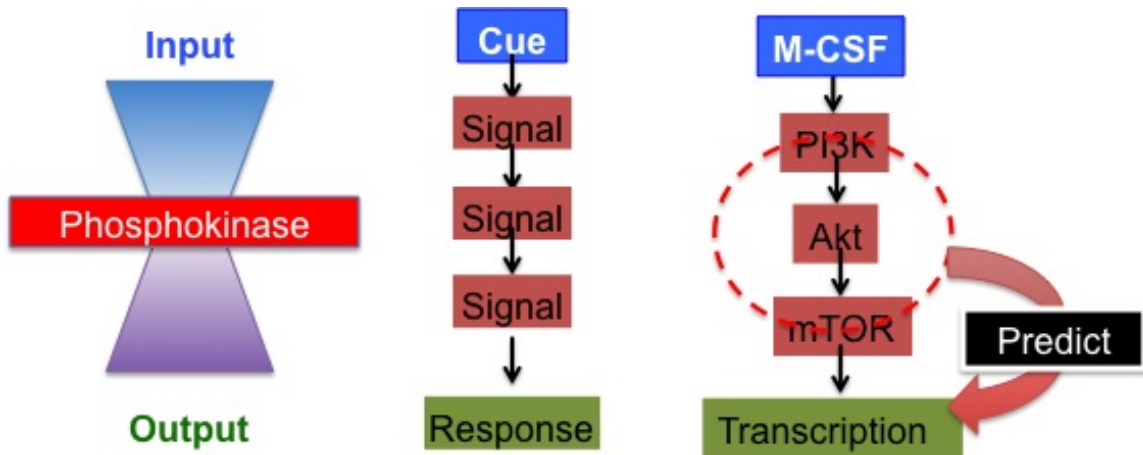 Input
Phosphokinase
Output
Cue
Signal
Signal
Signal
Response
M-CSF
PI3K
Akt
mTOR
Predict
Transcription